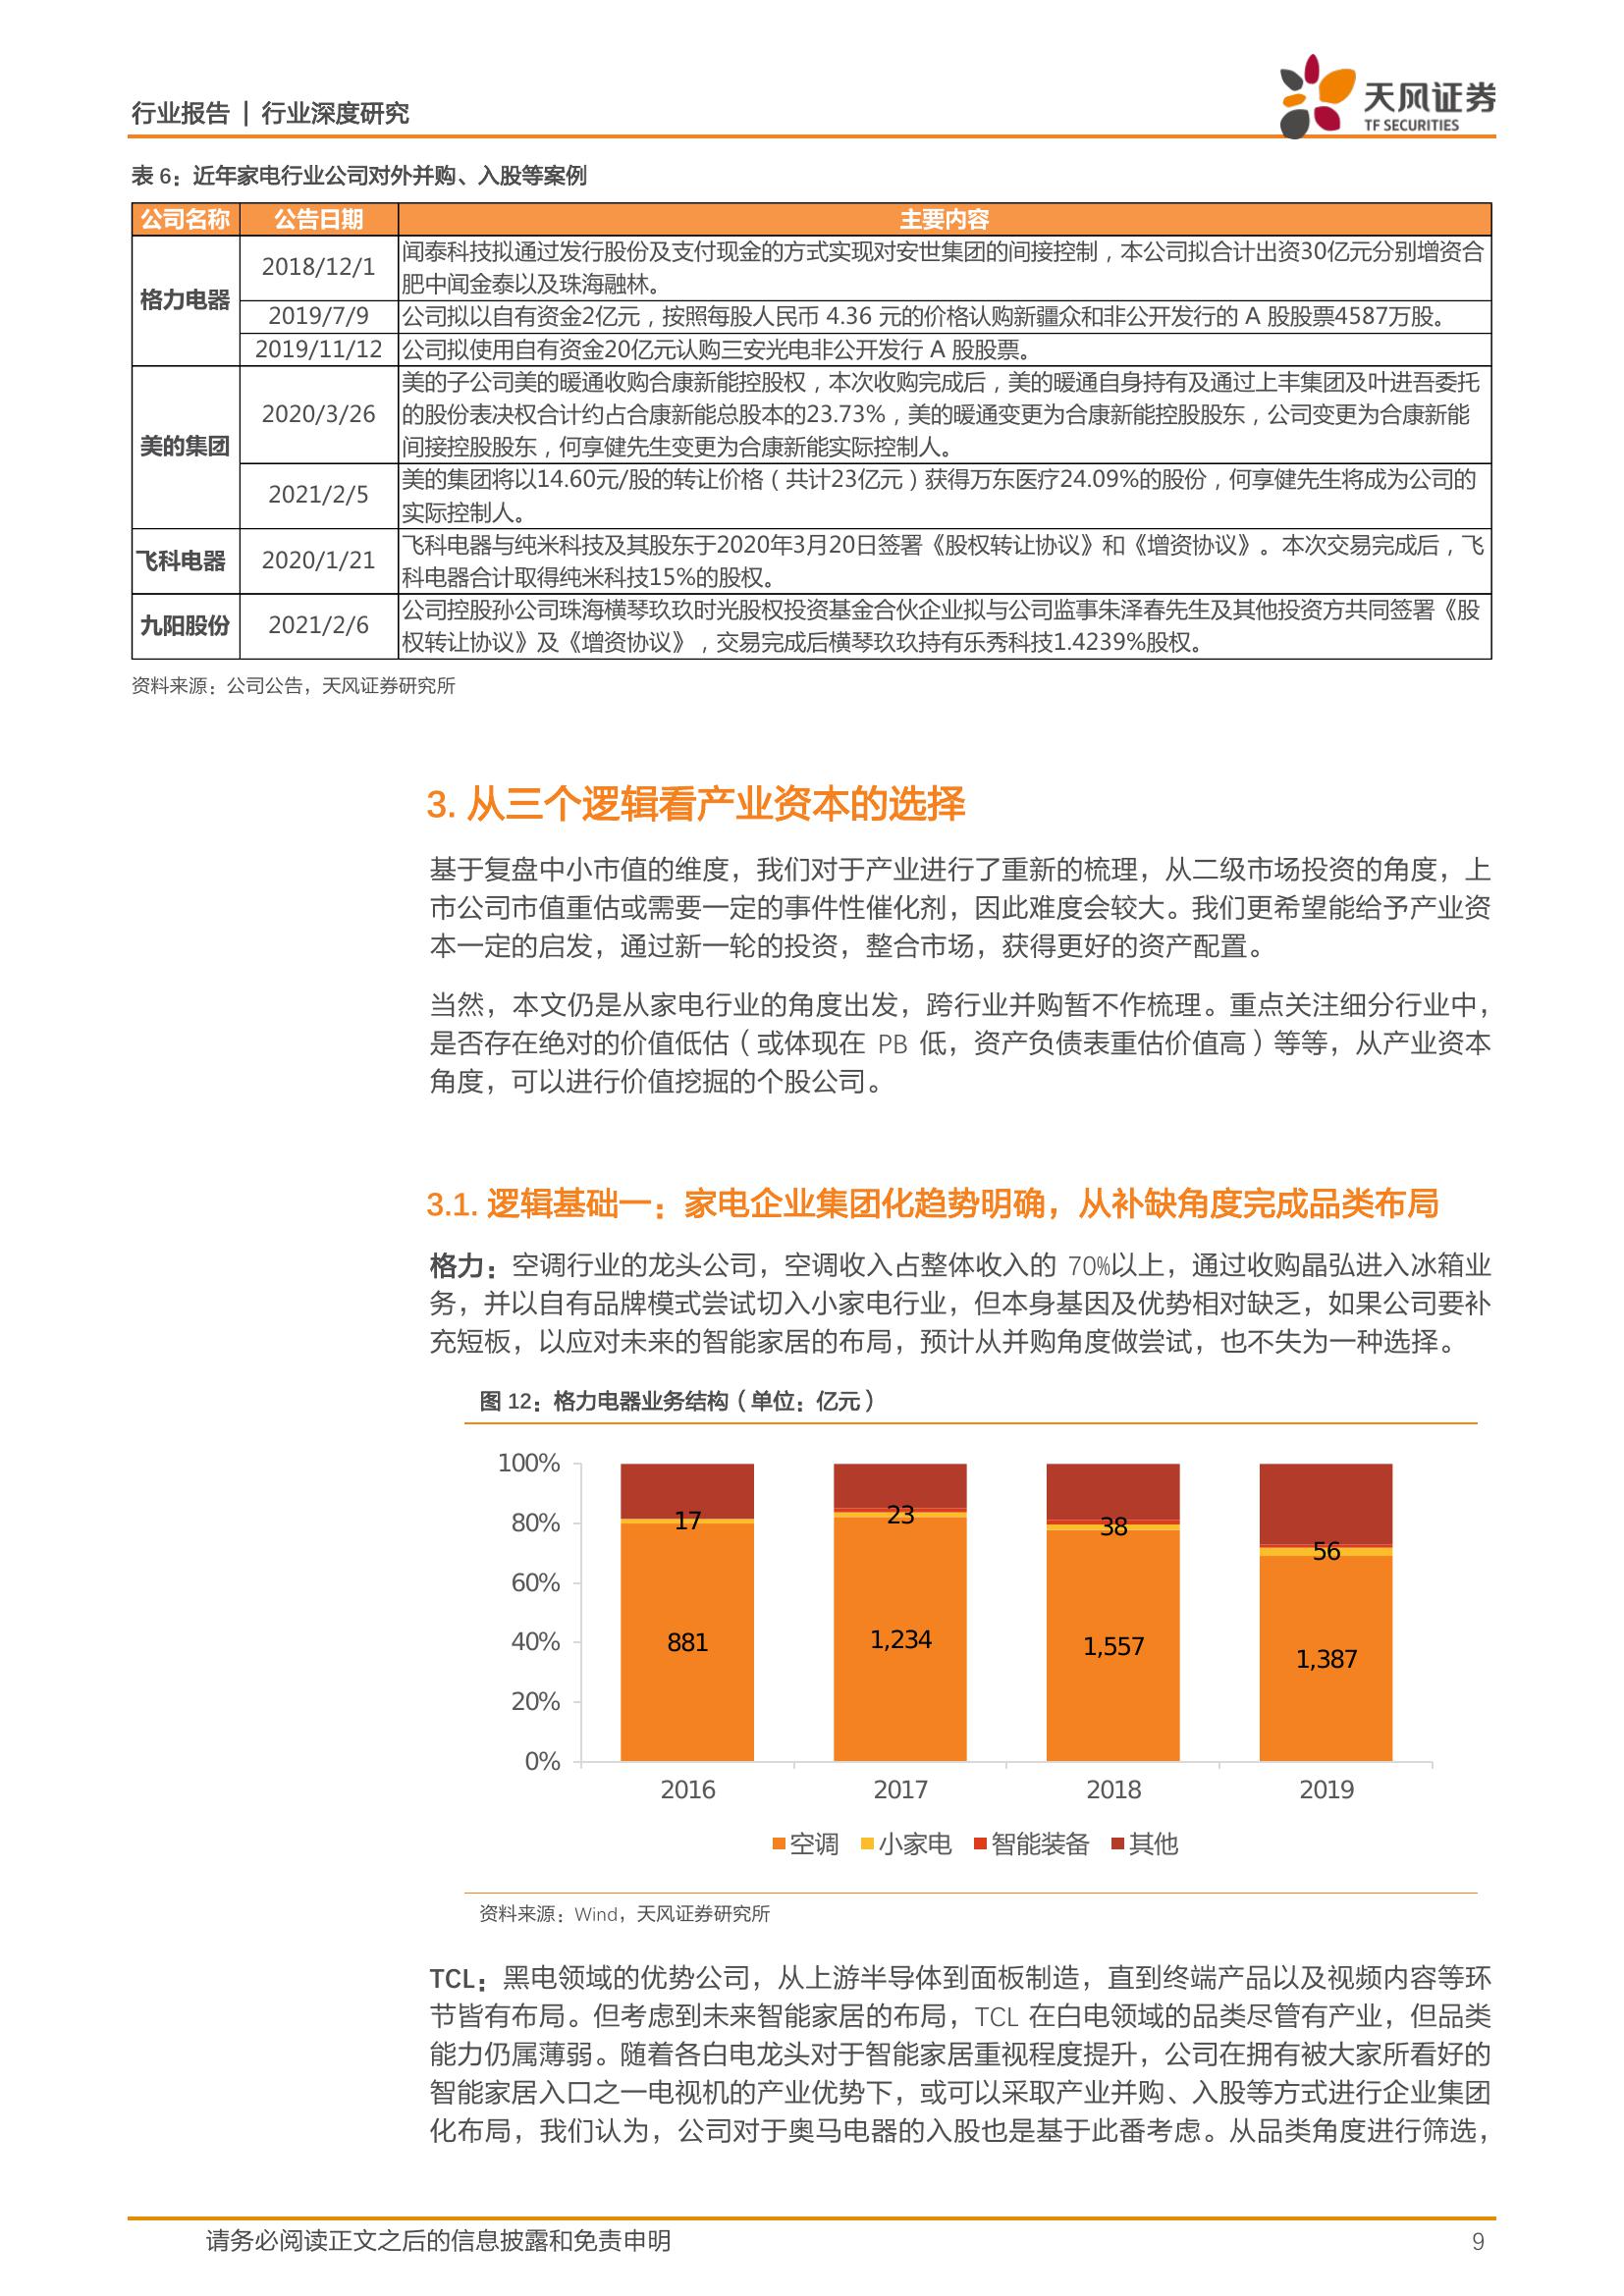 行业报告 | 行业深度研究
天风证券
TF SECURITIES
表 6：近年家电行业公司对外并购、入股等案例
公司名称 公告日期 主要内容
格力电器
2018/12/1
闻泰科技拟通过发行股份及支付现金的方式实现对安世集团的间接控制，本公司拟合计出资30亿元分别增资合
肥中闻金泰以及珠海融林。
2019/7/9 公司拟以自有资金2亿元，按照每股人民币 4.36 元的价格认购新疆众和非公开发行的 A 股股票4587万股。
2019/11/12 公司拟使用自有资金20亿元认购三安光电非公开发行 A 股股票。
美的集团
2020/3/26
美的子公司美的暖通收购合康新能控股权，本次收购完成后，美的暖通自身持有及通过上丰集团及叶进吾委托
的股份表决权合计约占合康新能总股本的23.73%，美的暖通变更为合康新能控股股东，公司变更为合康新能
间接控股股东，何享健先生变更为合康新能实际控制人。
2021/2/5
美的集团将以14.60元/股的转让价格（共计23亿元）获得万东医疗24.09%的股份，何享健先生将成为公司的
实际控制人。
飞科电器
2020/1/21
飞科电器与纯米科技及其股东于2020年3月20日签署《股权转让协议》和《增资协议》。本次交易完成后，飞
科电器合计取得纯米科技15%的股权。
九阳股份
2021/2/6
公司控股孙公司珠海横琴玖玖时光股权投资基金合伙企业拟与公司监事朱泽春先生及其他投资方共同签署《股
权转让协议》及《增资协议》，交易完成后横琴玖玖持有乐秀科技1.4239%股权。
资料来源：公司公告，天风证券研究所
3. 从三个逻辑看产业资本的选择
基于复盘中小市值的维度，我们对于产业进行了重新的梳理，从二级市场投资的角度，上
市公司市值重估或需要一定的事件性催化剂，因此难度会较大。我们更希望能给予产业资
本一定的启发，通过新一轮的投资，整合市场，获得更好的资产配置。
当然，本文仍是从家电行业的角度出发，跨行业并购暂不作梳理。重点关注细分行业中，
是否存在绝对的价值低估（或体现在 PB 低，资产负债表重估价值高）等等，从产业资本
角度，可以进行价值挖掘的个股公司。
3.1. 逻辑基础一：家电企业集团化趋势明确，从补缺角度完成品类布局
格力：空调行业的龙头公司，空调收入占整体收入的 70%以上，通过收购晶弘进入冰箱业
务，并以自有品牌模式尝试切入小家电行业，但本身基因及优势相对缺乏，如果公司要补
充短板，以应对未来的智能家居的布局，预计从并购角度做尝试，也不失为一种选择。
图 12：格力电器业务结构（单位：亿元）
100%
80%
60%
40%
20%
0%
17 23 38 56
881 1,234 1,557 1,387
2016 2017 2018 2019
空调 小家电 智能装备 其他
资料来源：Wind，天风证券研究所
TCL：黑电领域的优势公司，从上游半导体到面板制造，直到终端产品以及视频内容等环
节皆有布局。但考虑到未来智能家居的布局，TCL 在白电领域的品类尽管有产业，但品类
能力仍属薄弱。随着各白电龙头对于智能家居重视程度提升，公司在拥有被大家所看好的
智能家居入口之一电视机的产业优势下，或可以采取产业并购、入股等方式进行企业集团
化布局，我们认为，公司对于奥马电器的入股也是基于此番考虑。从品类角度进行筛选，
请务必阅读正文之后的信息披露和免责申明 9